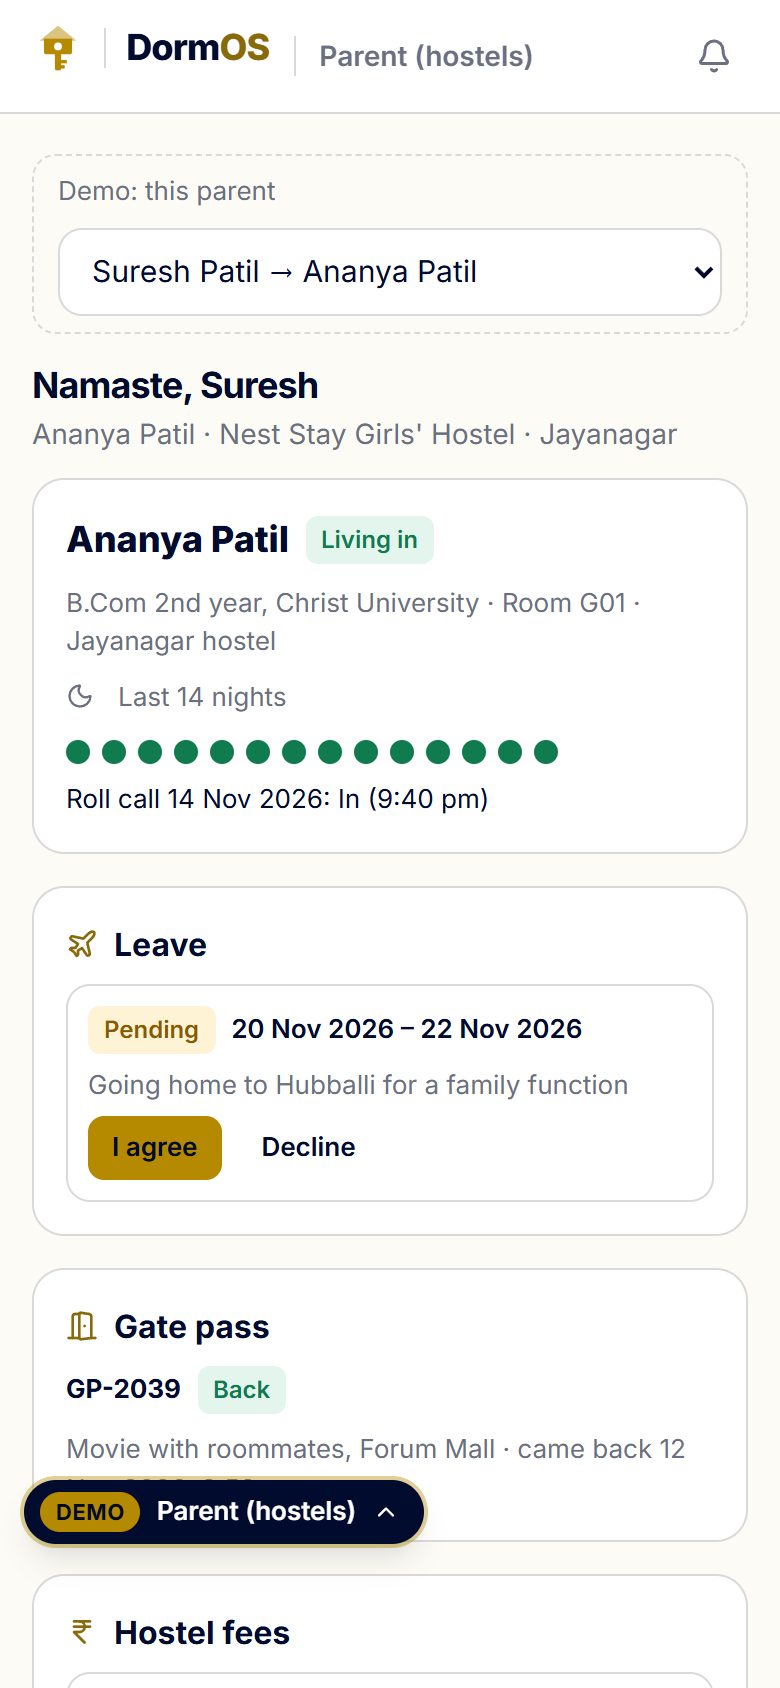 DormOS
Parent (hostels)
Demo: this parent
Suresh Patil → Ananya Patil
Namaste, Suresh
Ananya Patil · Nest Stay Girls' Hostel · Jayanagar
Ananya Patil Living in
B.Com 2nd year, Christ University · Room G01 ·
Jayanagar hostel
Last 14 nights
Roll call 14 Nov 2026: In (9:40 pm)
Leave
Pending 20 Nov 2026 – 22 Nov 2026
Going home to Hubballi for a family function
I agree Decline
Gate pass
GP-2039 Back
Movie with roommates, Forum Mall · came back 12
DEMO Parent (hostels)
₹ Hostel fees